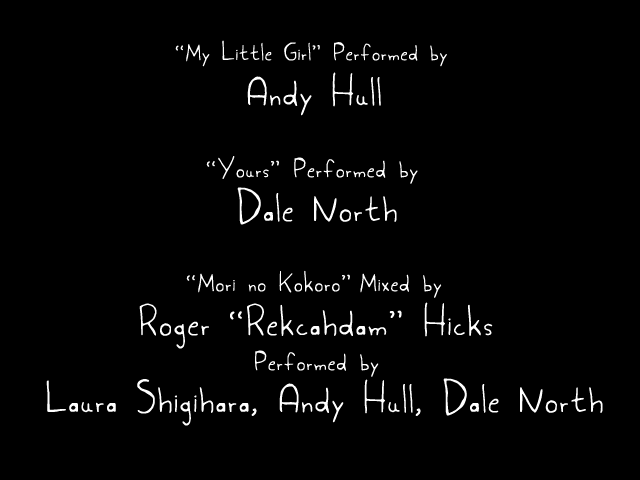 “My Little Girl” Performed by
Andy Hull
“Yours” Performed by
Dale North
“Mori no Kokoro” Mixed by
Roger “Rekcahdam” Hicks
Performed by
Laura Shigihara, Andy Hull, Dale North